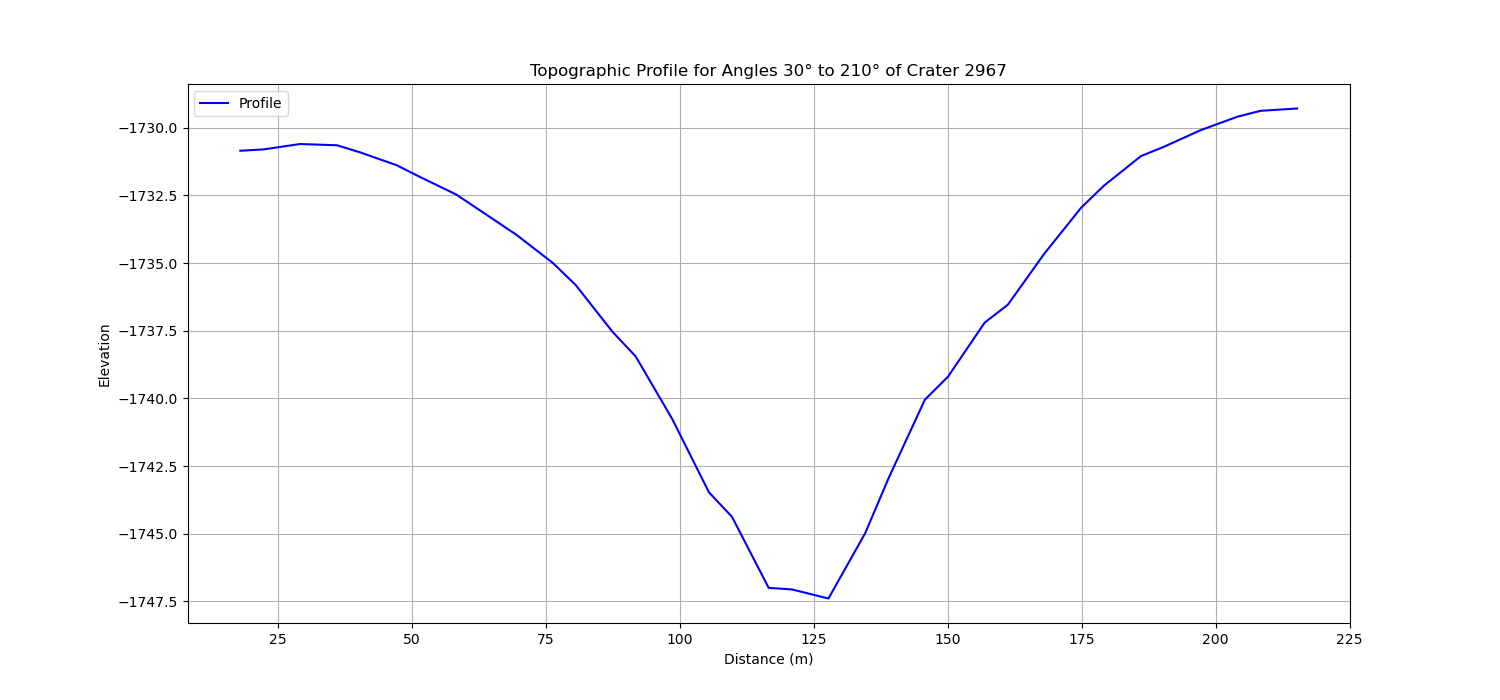 Topographic Profile for Angles 30° to 210° of Crater 2967
Profile
−1730.0
−1732.5
−1735.0
−1737.5
−1740.0
−1742.5
−1745.0
−1747.5
Elevation
25 50 75 100 125 150 175 200 225
Distance (m)